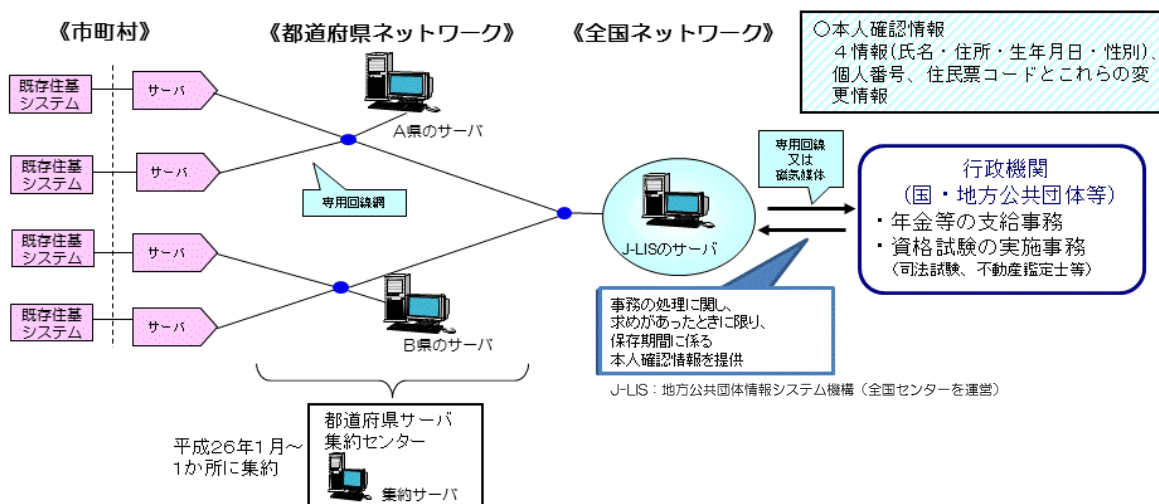 《市町村》
《都道府県ネットワーク》
《全国ネットワーク》
○本人確認情報
４情報(氏名・住所・生年月日・性別)、
個人番号、住民票コードとこれらの変
更情報
既存住基
システム
サーバ
既存住基
システム
サーバ
既存住基
システム
サーバ
既存住基
システム
サーバ
A県のサーバ
専用回線網
B県のサーバ
J-LISのサーバ
専用回線
又は
磁気媒体
行政機関
（国・地方公共団体等）
・年金等の支給事務
・資格試験の実施事務
（司法試験、不動産鑑定士等）
事務の処理に関し、
求めがあったときに限り、
保存期間に係る
本人確認情報を提供
J-LIS：地方公共団体情報システム機構（全国センターを運営）
平成26年1月～
1か所に集約
都道府県サーバ
集約センター
集約サーバ